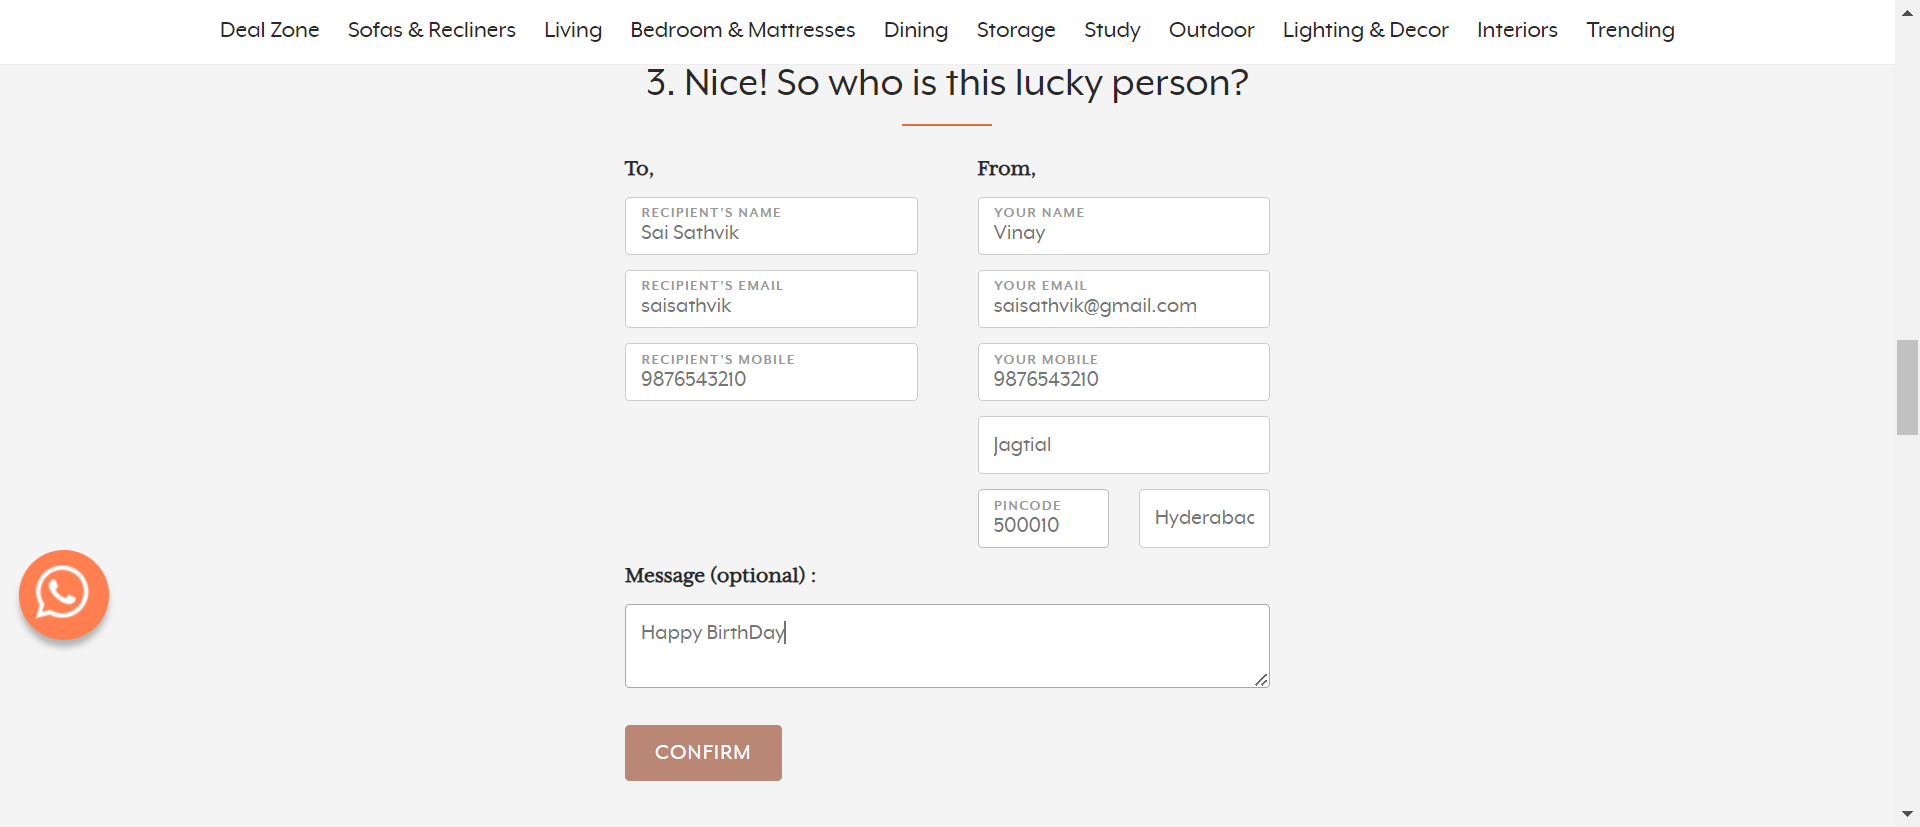 Deal Zone Sofas & Recliners Living Bedroom & Mattresses Dining Storage Study Outdoor Lighting & Decor Interiors Trending
3. Nice! So who is this lucky person?
To,
RECIPIENT'S NAME
Sai Sathvik
RECIPIENT'S EMAIL
saisathvik
RECIPIENT'S MOBILE
9876543210
From,
YOUR NAME
Vinay
YOUR EMAIL
saisathvik@gmail.com
YOUR MOBILE
9876543210
Jagtial
PINCODE
500010
Hyderabac
Message (optional) :
Happy BirthDay
CONFIRM